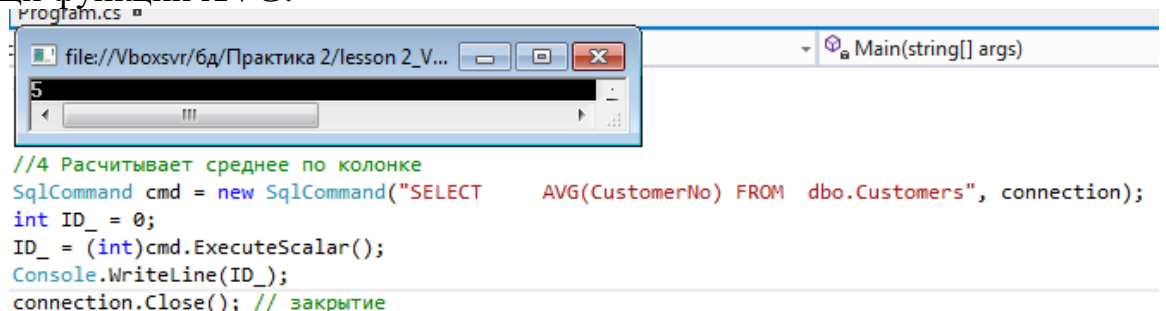 функции AVG.
Program.cs
file://Vboxsvr/бд/Практика 2/lesson 2_V...
Main(string[] args)
5
//4 Расчитывает среднее по колонке
SqlCommand cmd = new SqlCommand("SELECT     AVG(CustomerNo) FROM  dbo.Customers", connection);
int ID_ = 0;
ID_ = (int)cmd.ExecuteScalar();
Console.WriteLine(ID_);
connection.Close(); // закрытие